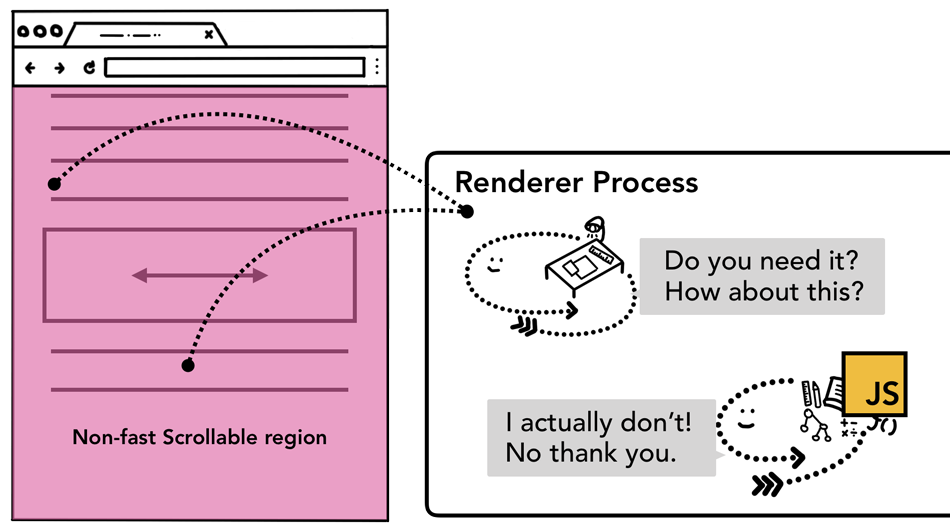 Renderer Process
Do you need it?
How about this?
JS
I actually don't!
No thank you.
Non-fast Scrollable region